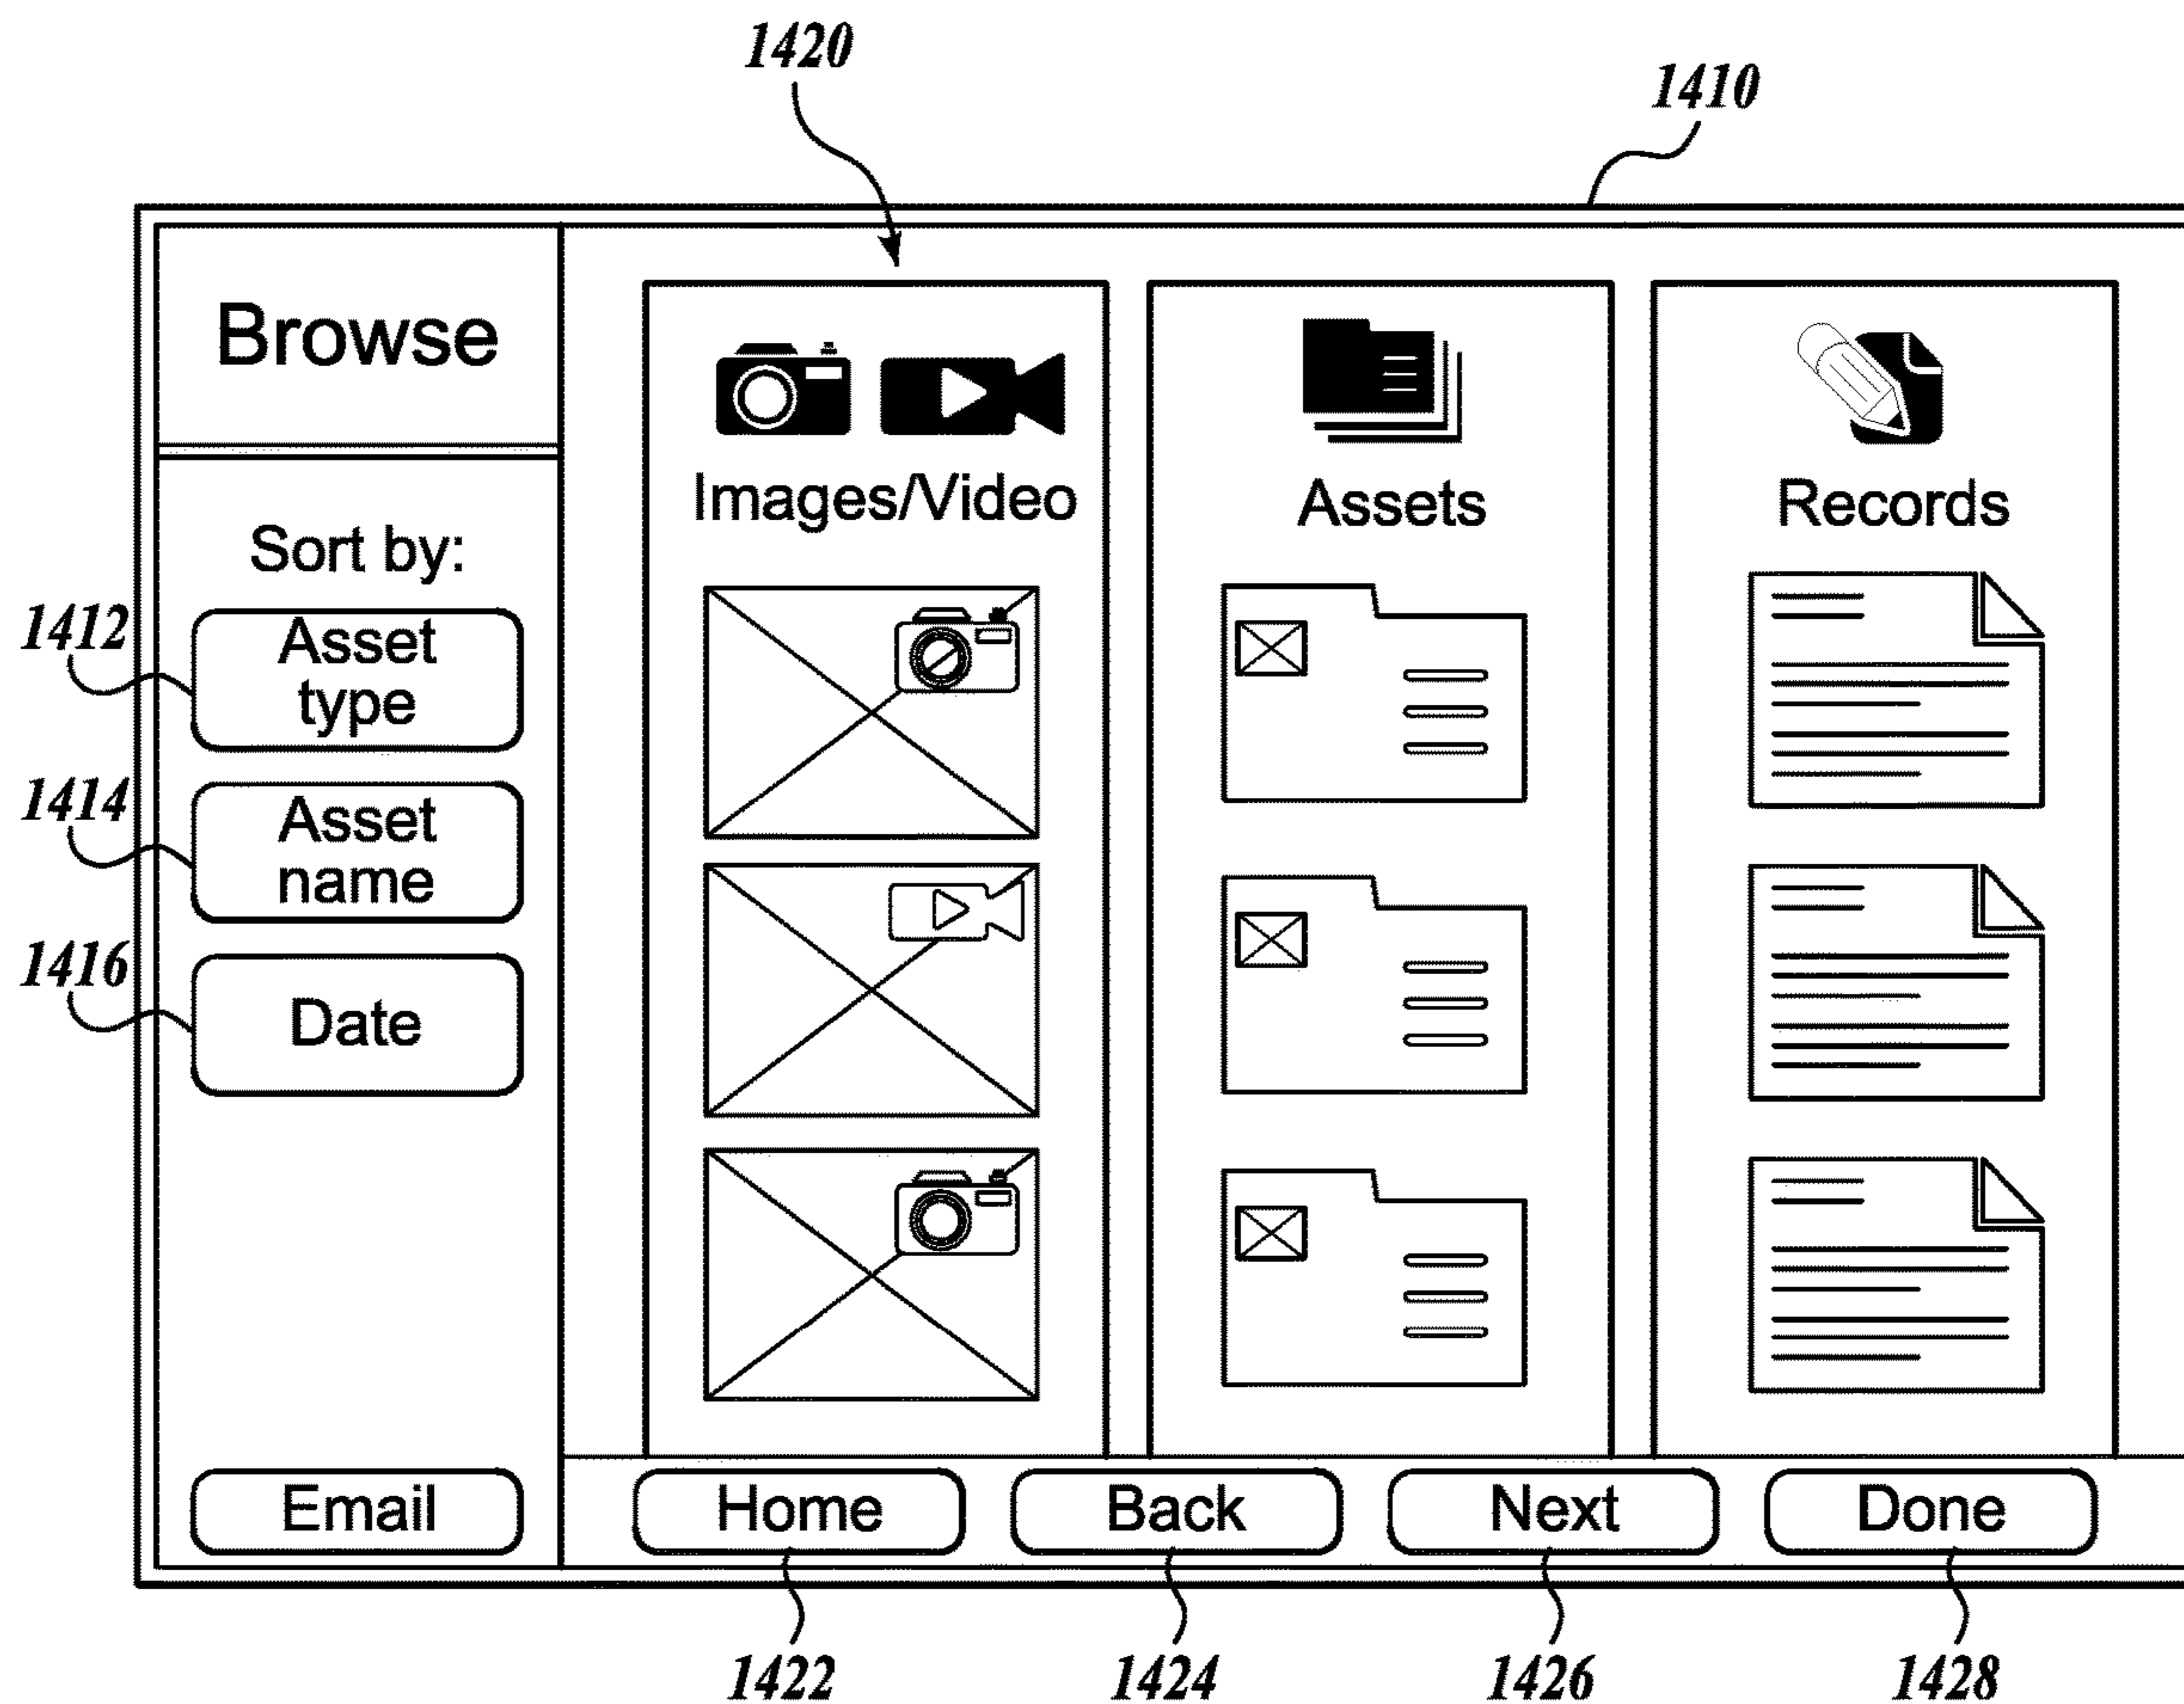 1420
1410
Browse
Images/Video
Assets
Records
Sort by:
1412
Asset
type
1414
Asset
name
1416
Date
Email
Home
Back
Next
Done
1422
1424
1426
1428